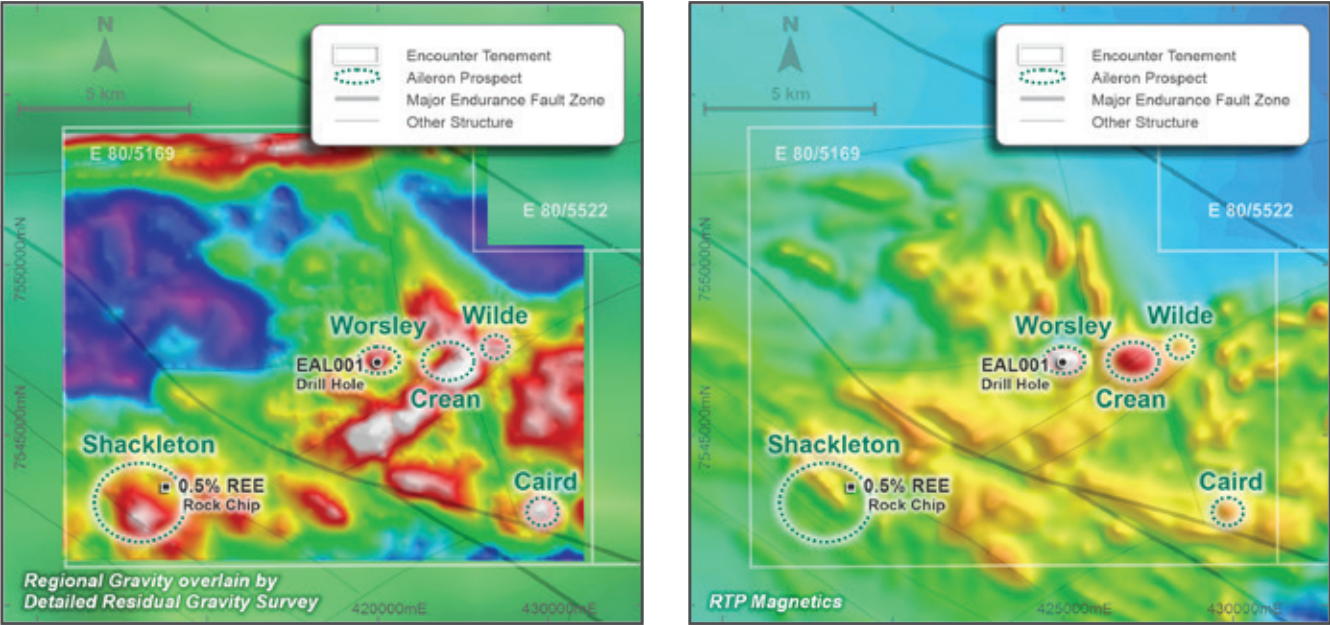 N
5 km
Encounter Tenement
Aileron Prospect
Major Endurance Fault Zone
Other Structure
E 80/5169
E 80/5522
7550000mN
Worsley
Wilde
EAL001
Drill Hole
Crean
7545000mN
Shackleton
0.5% REE
Rock Chip
Caird
Regional Gravity overlain by
Detailed Residual Gravity Survey
420000mE
430000mE
N
5 km
Encounter Tenement
Aileron Prospect
Major Endurance Fault Zone
Other Structure
E 80/5169
E 80/5522
7550000mN
Worsley
Wilde
EAL001
Drill Hole
Crean
7545000mN
Shackleton
0.5% REE
Rock Chip
Caird
RTP Magnetics
425000mE
430000mE